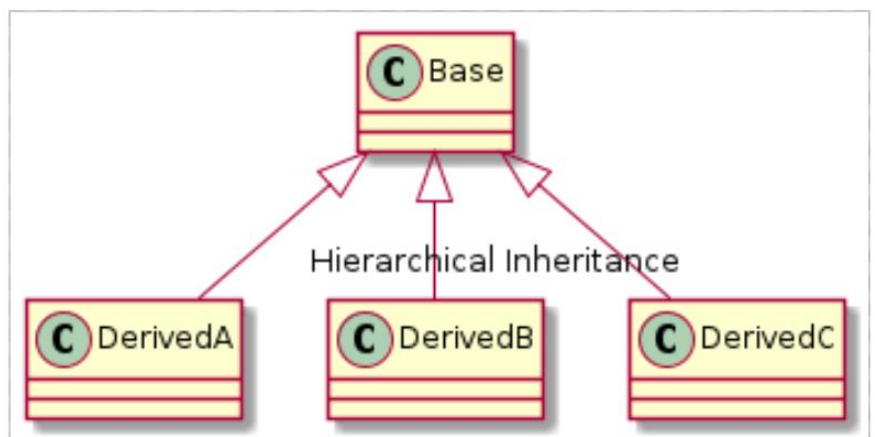 C Base
Hierarchical Inheritance
C DerivedA
C DerivedB
C DerivedC